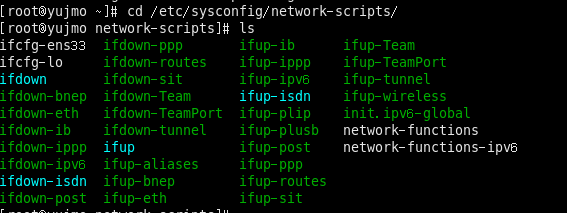 [root@yujmo ~]# cd /etc/sysconfig/network-scripts/
[root@yujmo network-scripts]# ls
ifcfg-ens33 ifdown-ppp ifup-ib ifup-Team
ifcfg-lo ifdown-routes ifup-ippp ifup-TeamPort
ifdown ifdown-sit ifup-ipv6 ifup-tunnel
ifdown-bnep ifdown-Team ifup-isdn ifup-wireless
ifdown-eth ifdown-TeamPort ifup-plip init.ipv6-global
ifdown-ib ifdown-tunnel ifup-plusb network-functions
ifdown-ippp ifup ifup-post network-functions-ipv6
ifdown-ipv6 ifup-aliases ifup-ppp
ifdown-isdn ifup-bnep ifup-routes
ifdown-post ifup-eth ifup-sit
[root@yujmo network-scripts]#